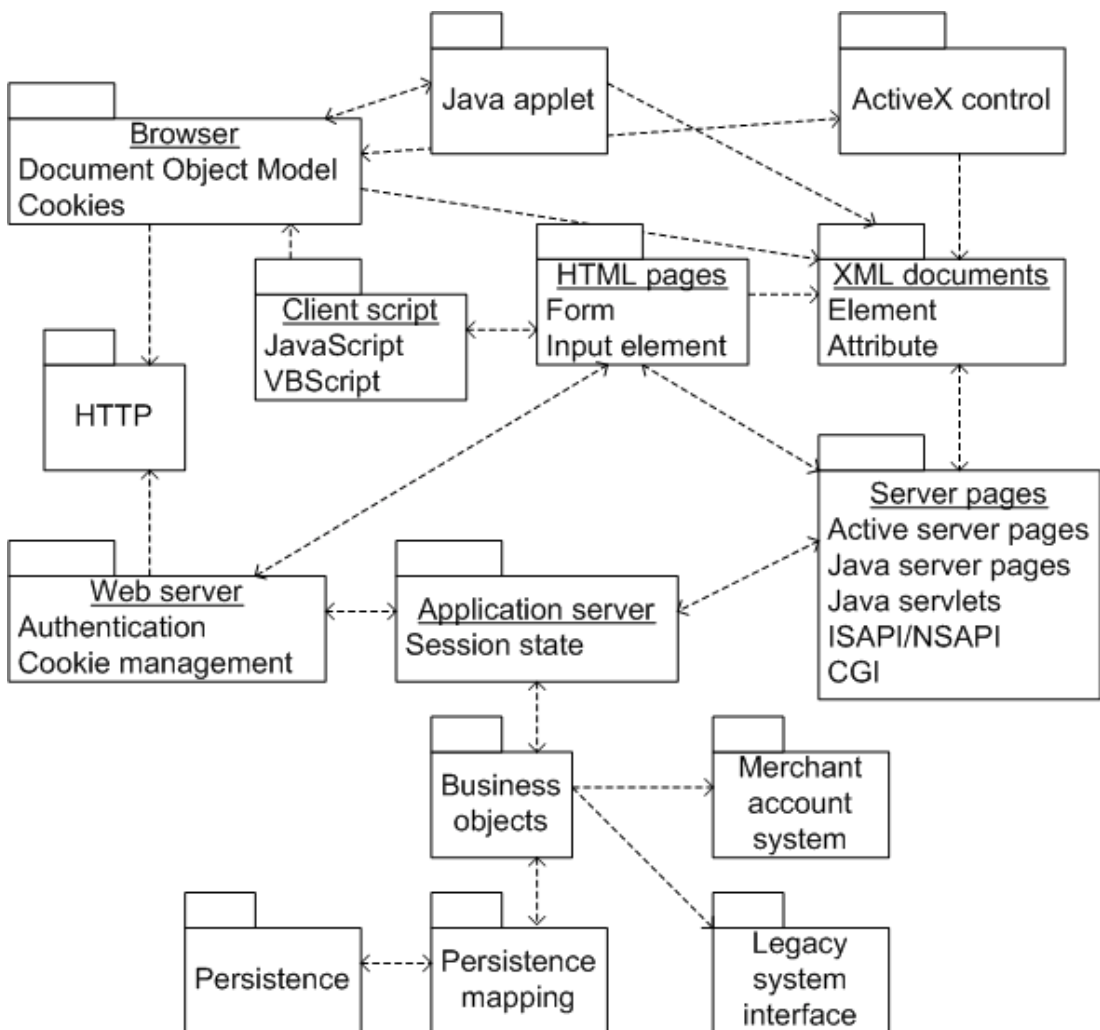 Java applet
ActiveX control
Browser
Document Object Model
Cookies
HTML pages
Form
Input element
XML documents
Element
Attribute
Client script
JavaScript
VBScript
HTTP
Server pages
Active server pages
Java server pages
Java servlets
ISAPI/NSAPI
CGI
Web server
Authentication
Cookie management
Application server
Session state
Business
objects
Merchant
account
system
Persistence
Persistence
mapping
Legacy
system
interface